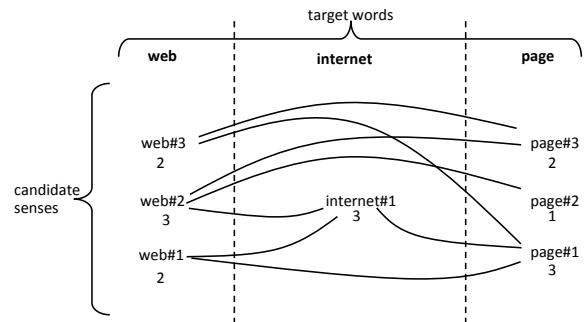 target words
web internet page
web#3 page#3
2 2
candidate
senses
web#2 internet#1 page#2
3 3 1
web#1 page#1
2 3